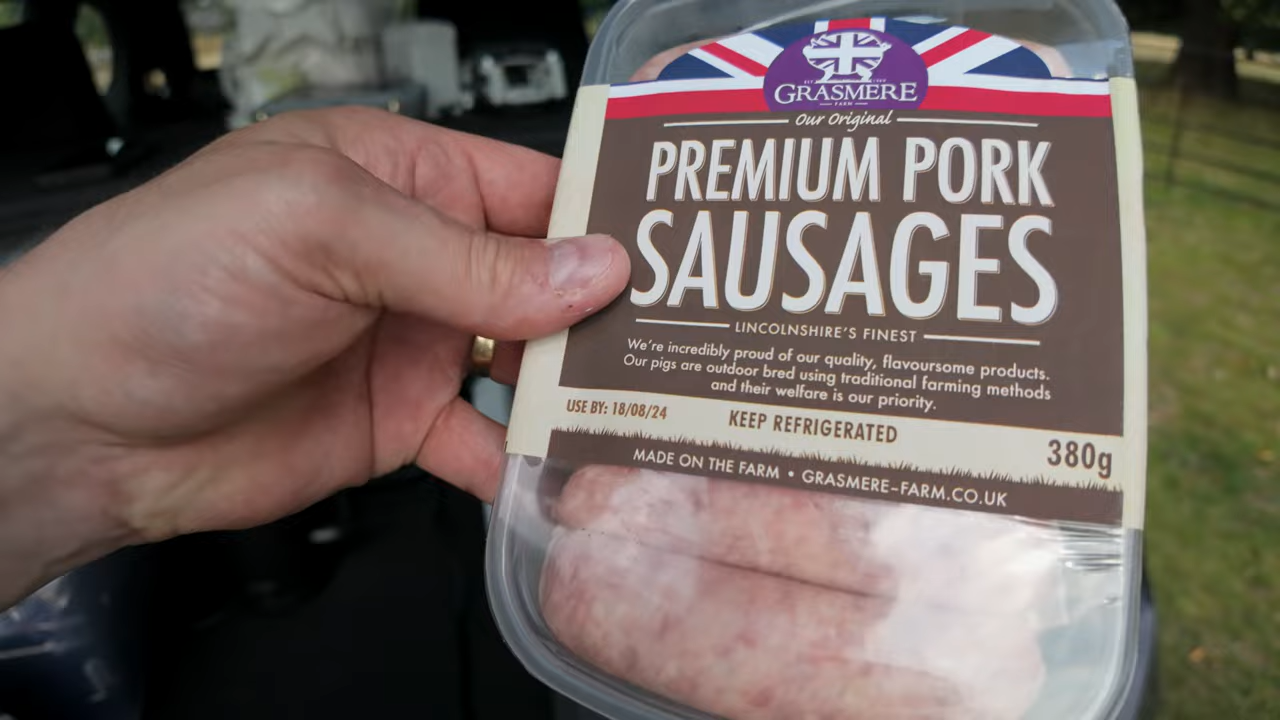 GRASMERE
FARM
Our Original
PREMIUM PORK
SAUSAGES
LINCOLNSHIRE'S FINEST
We're incredibly proud of our quality, flavoursome products.
Our pigs are outdoor bred using traditional farming methods
and their welfare is our priority.
USE BY: 18/08/24 KEEP REFRIGERATED 380g
MADE ON THE FARM • GRASMERE-FARM.CO.UK